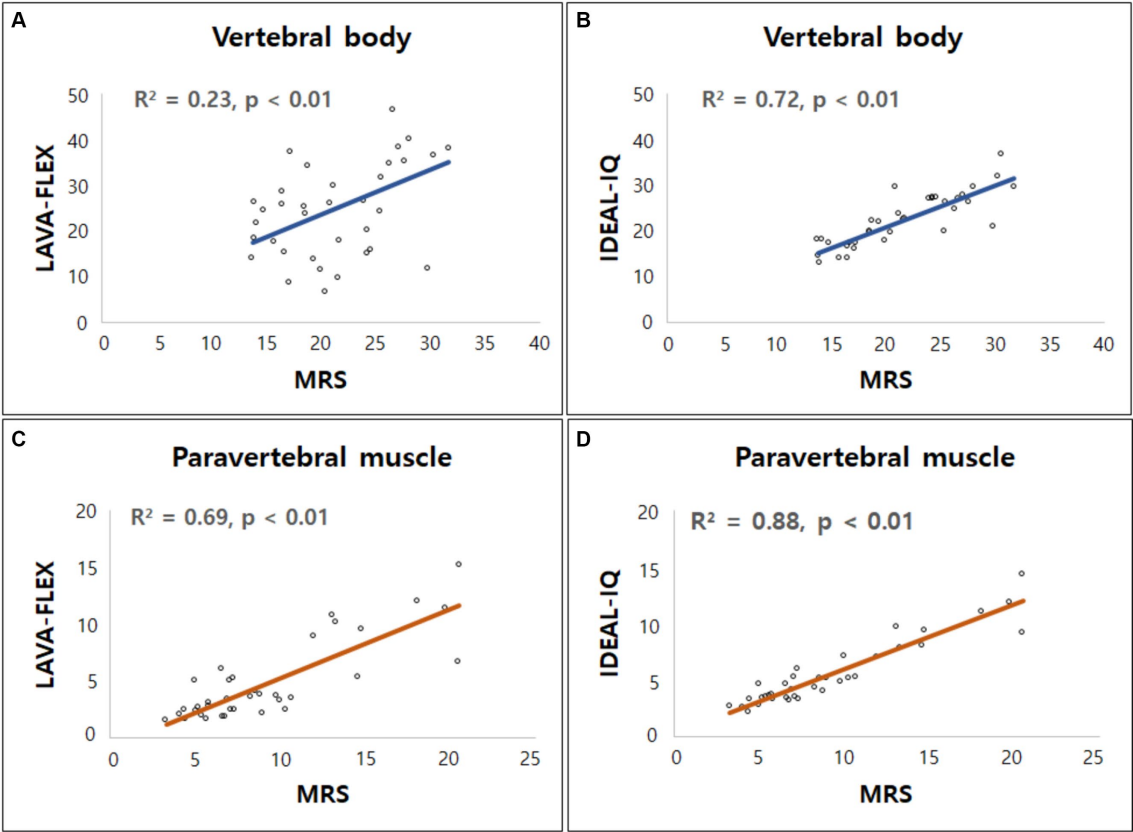 A
Vertebral body
R² = 0.23, p < 0.01
LAVA-FLEX
50
40
30
20
10
0
0 5 10 15 20 25 30 35 40
MRS
B
Vertebral body
R² = 0.72, p < 0.01
IDEAL-IQ
50
40
30
20
10
0
0 5 10 15 20 25 30 35 40
MRS
C
Paravertebral muscle
R² = 0.69, p < 0.01
LAVA-FLEX
20
15
10
5
0
0 5 10 15 20 25
MRS
D
Paravertebral muscle
R² = 0.88, p < 0.01
IDEAL-IQ
20
15
10
5
0
0 5 10 15 20 25
MRS